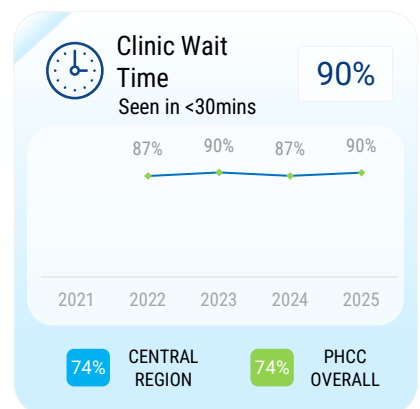 Clinic Wait
Time
90%
Seen in <30mins
87% 90% 87% 90%
2021 2022 2023 2024 2025
74% CENTRAL REGION
74% PHCC OVERALL